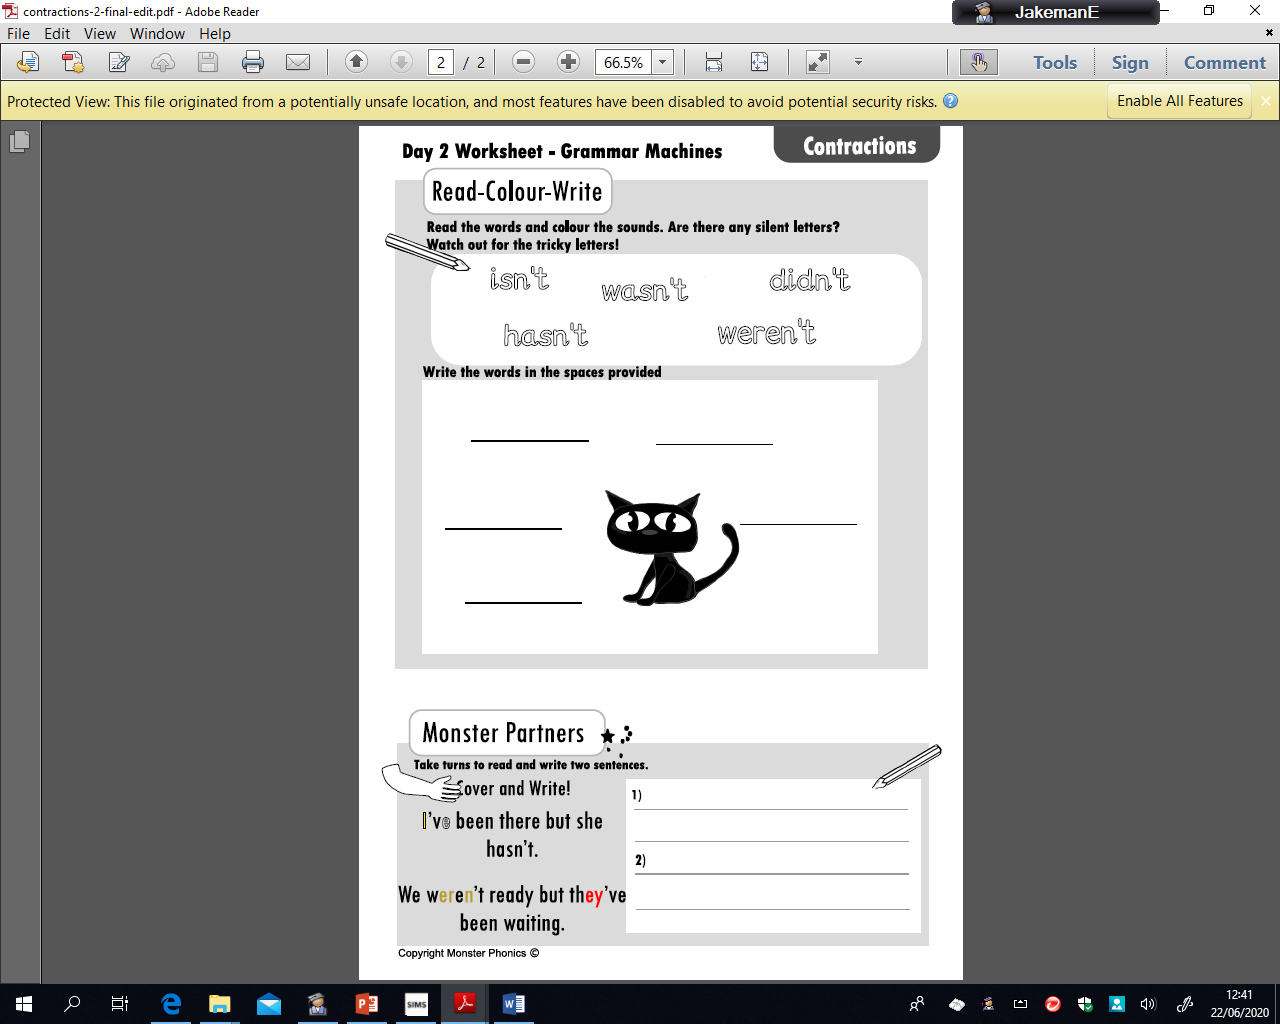 contractions-2-final-edit.pdf - Adobe Reader
JakemanE
File Edit View Window Help
2 / 2
66.5%
Tools Sign Comment
Protected View: This file originated from a potentially unsafe location, and most features have been disabled to avoid potential security risks.
Enable All Features
Day 2 Worksheet - Grammar Machines
Contractions
Read-Colour-Write
Read the words and colour the sounds. Are there any silent letters?
Watch out for the tricky letters!
isn't wasn't didn't
hasn't weren't
Write the words in the spaces provided
Monster Partners
Take turns to read and write two sentences.
Cover and Write!
I've been there but she
hasn't.
We weren't ready but they've
been waiting.
1)
2)
Copyright Monster Phonics ©
SIMS
12:41
22/06/2020